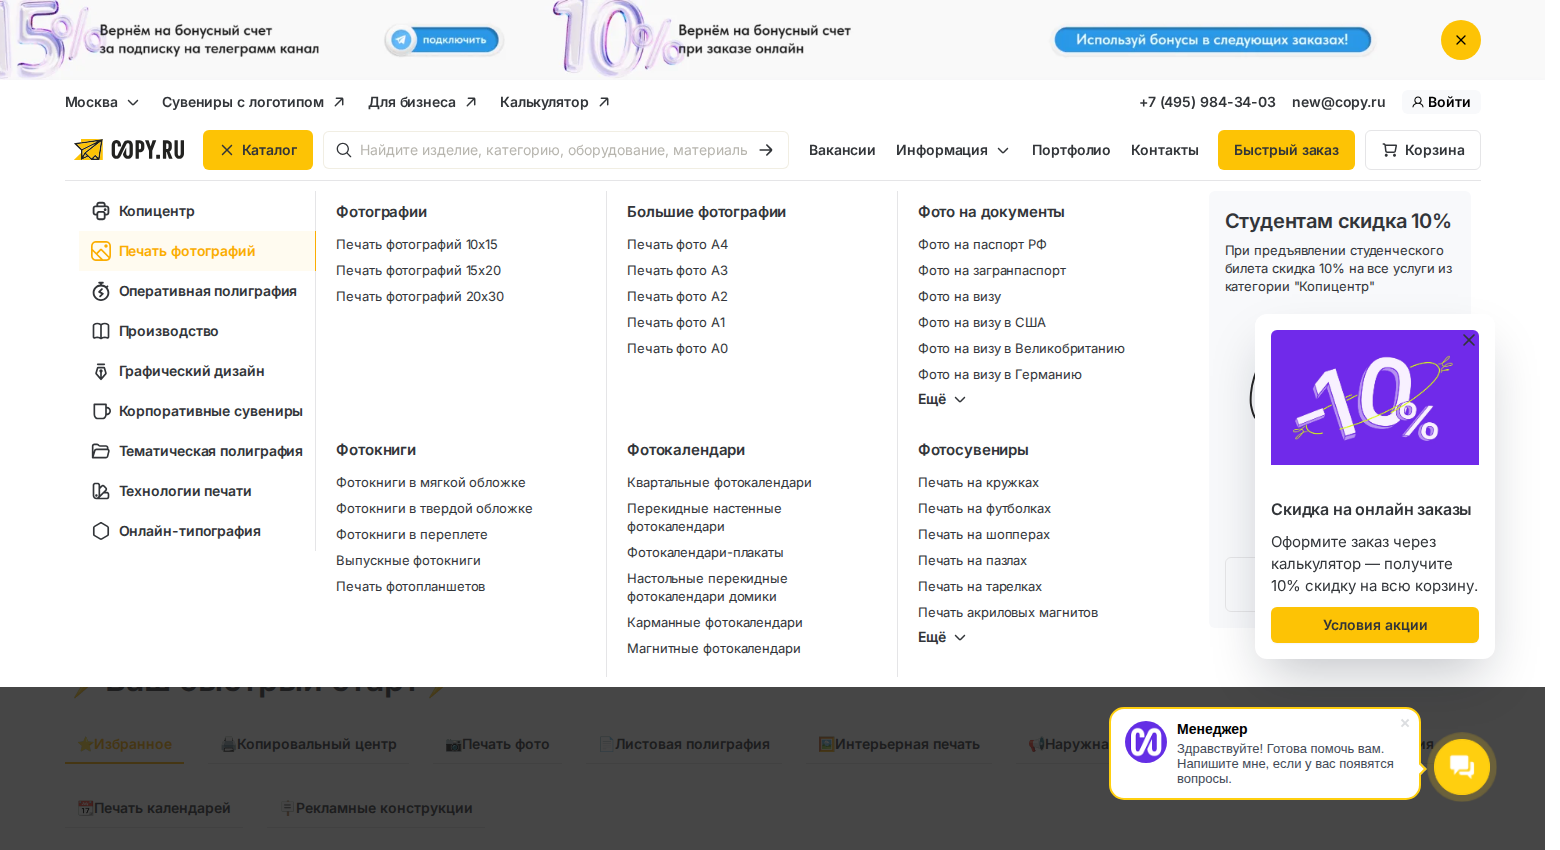 15%
Вернём на бонусный счет
за подписку на телеграмм канал
подключить
10%
Вернём на бонусный счет
при заказе онлайн
Используй бонусы в следующих заказах!
Москва
Сувениры с логотипом
Для бизнеса
Калькулятор
+7 (495) 984-34-03
new@copy.ru
Войти
COPY.RU
Каталог
Найдите изделие, категорию, оборудование, материаль
Вакансии
Информация
Портфолио
Контакты
Быстрый заказ
Корзина
Копицентр
Печать фотографий
Оперативная полиграфия
Производство
Графический дизайн
Корпоративные сувениры
Тематическая полиграфия
Технологии печати
Онлайн-типография
Фотографии
Печать фотографий 10х15
Печать фотографий 15х20
Печать фотографий 20х30
Большие фотографии
Печать фото А4
Печать фото А3
Печать фото А2
Печать фото А1
Печать фото А0
Фото на документы
Фото на паспорт РФ
Фото на загранпаспорт
Фото на визу
Фото на визу в США
Фото на визу в Великобританию
Фото на визу в Германию
Ещё
Фотокниги
Фотокниги в мягкой обложке
Фотокниги в твердой обложке
Фотокниги в переплете
Выпускные фотокниги
Печать фотопланшетов
Фотокалендари
Квартальные фотокалендари
Перекидные настенные
фотокалендари
Фотокалендари-плакаты
Настольные перекидные
фотокалендари домики
Карманные фотокалендари
Магнитные фотокалендари
Фотосувениры
Печать на кружках
Печать на футболках
Печать на шопперах
Печать на пазлах
Печать на тарелках
Печать акриловых магнитов
Ещё
Студентам скидка 10%
При предъявлении студенческого
билета скидка 10% на все услуги из
категории "Копицентр"
-10%
Скидка на онлайн заказы
Оформите заказ через
калькулятор — получите
10% скидку на всю корзину.
Условия акции
Ваш быстрый старт
Избранное
Копировальный центр
Печать фото
Листовая полиграфия
Интерьерная печать
Наружна
Печать календарей
Рекламные конструкции
Менеджер
Здравствуйте! Готова помочь вам.
Напишите мне, если у вас появятся
вопросы.